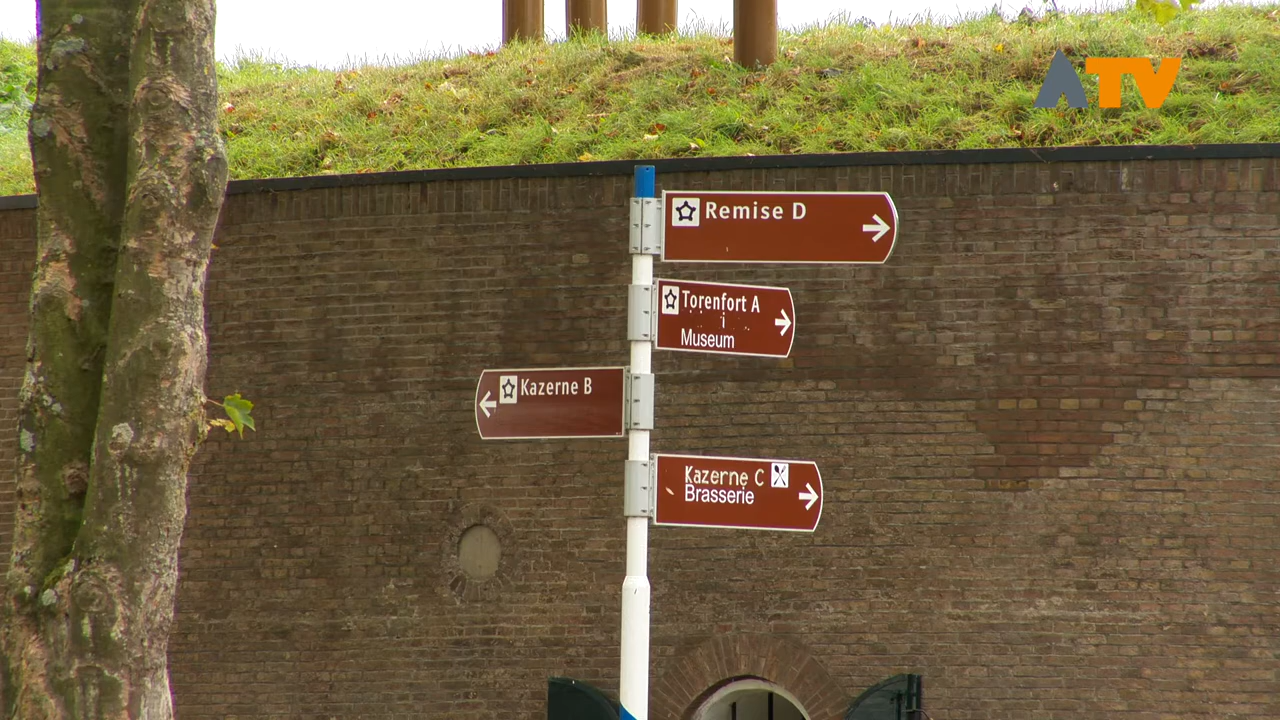 ATV
Remise D
Torenfort A
i
Museum
Kazerne B
Kazerne C
Brasserie